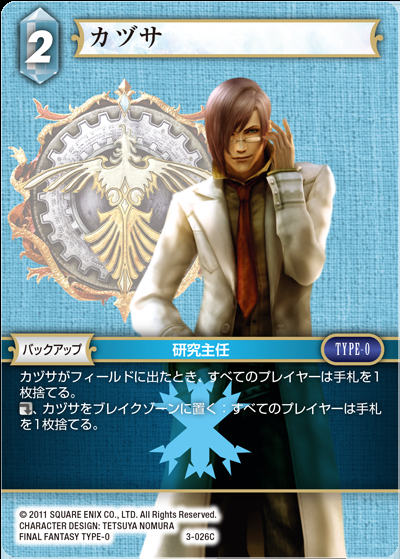 2
カヅサ
バックアップ
研究主任
TYPE-0
カヅサがフィールドに出たとき、すべてのプレイヤーは手札を1
枚捨てる。
、カヅサをブレイクゾーンに置く：すべてのプレイヤーは手札
を1枚捨てる。
© 2011 SQUARE ENIX CO., LTD. All Rights Reserved.
CHARACTER DESIGN: TETSUYA NOMURA
FINAL FANTASY TYPE-0
3-026C